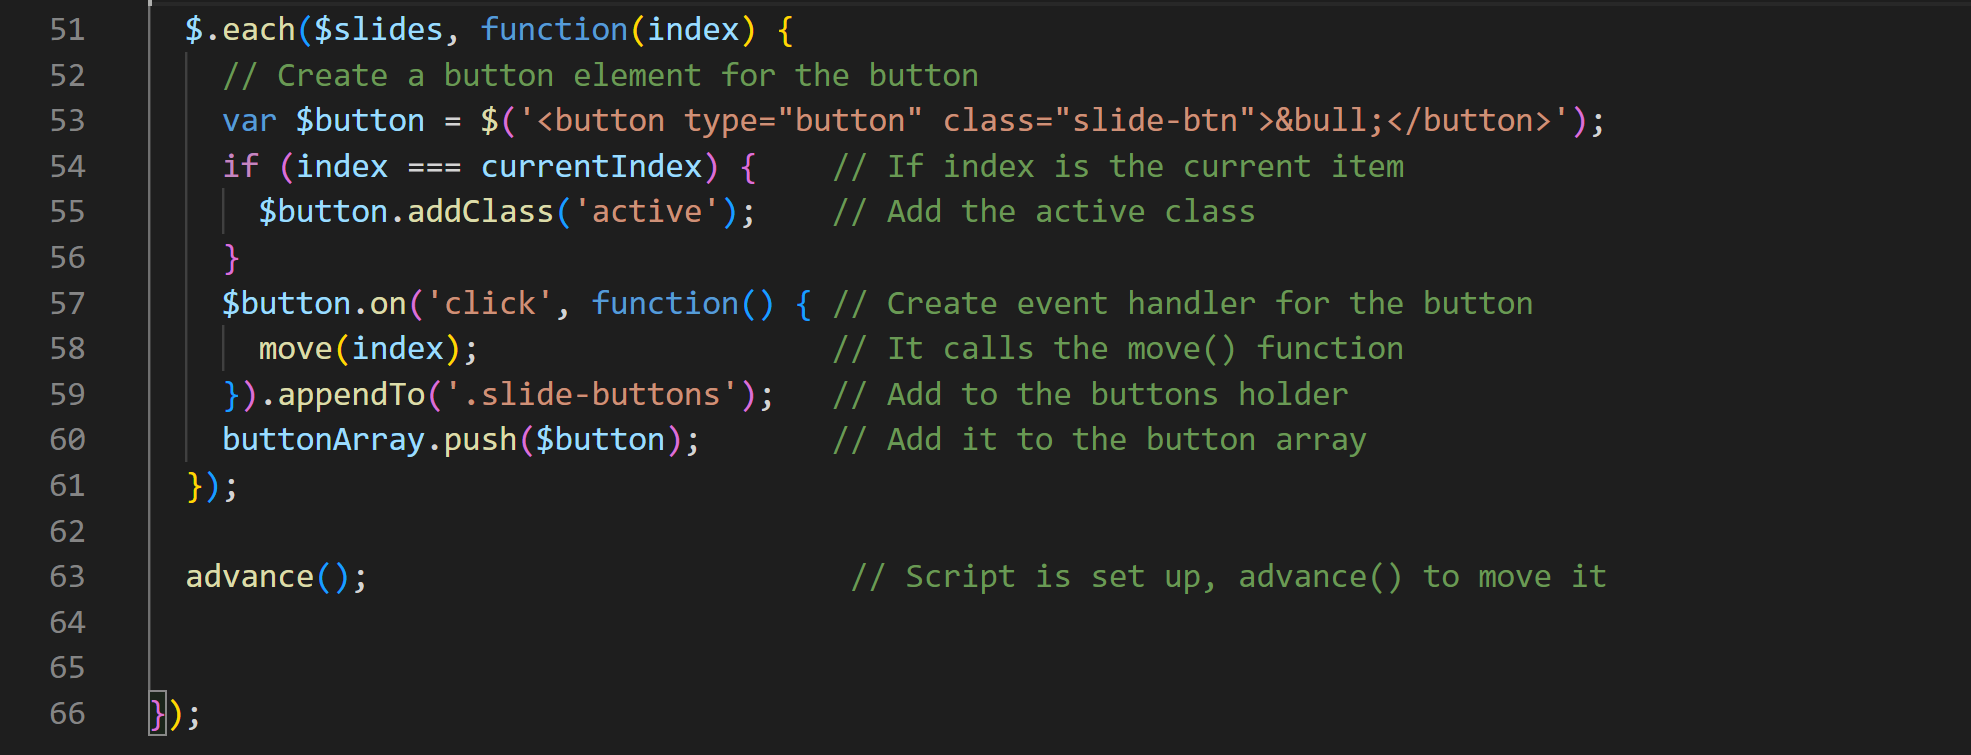 51 $.each($slides, function(index) {
52 // Create a button element for the button
53 var $button = $('<button type="button" class="slide-btn">&bull;</button>');
54 if (index === currentIndex) { // If index is the current item
55 $button.addClass('active'); // Add the active class
56 }
57 $button.on('click', function() { // Create event handler for the button
58 move(index); // It calls the move() function
59 }).appendTo('.slide-buttons'); // Add to the buttons holder
60 buttonArray.push($button); // Add it to the button array
61 });
62
63 advance(); // Script is set up, advance() to move it
64
65
66 });